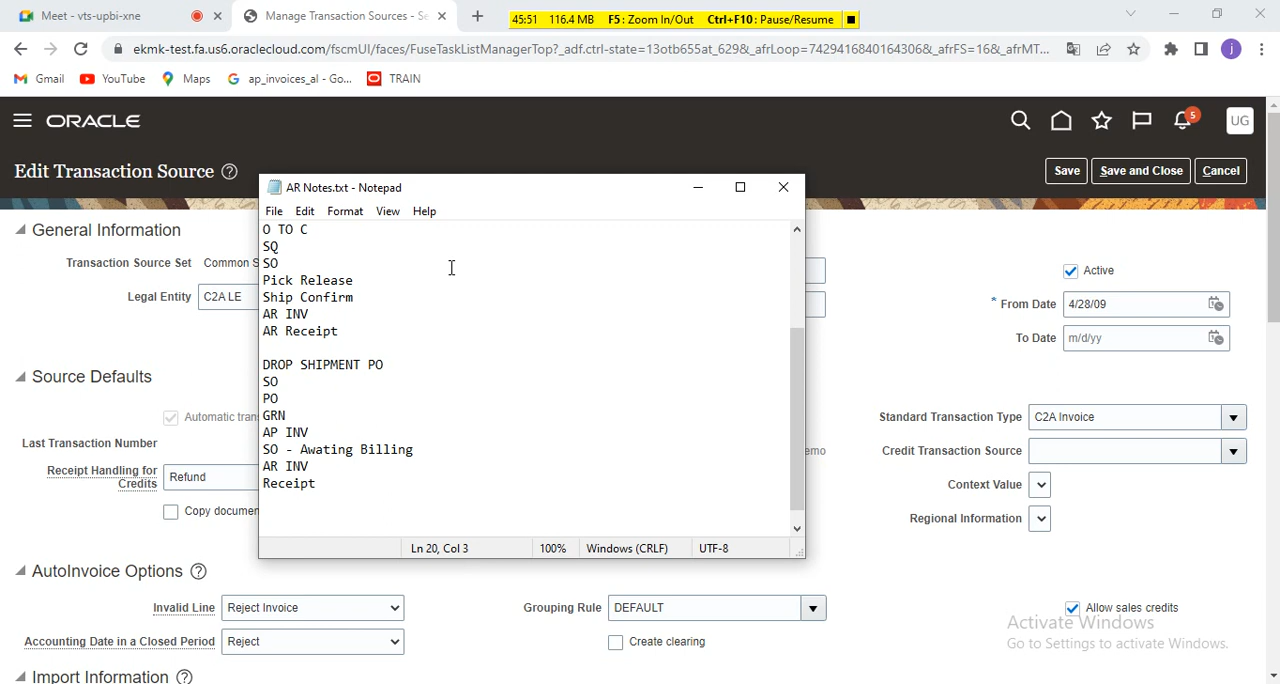 Meet - vts-upbi-xne
Manage Transaction Sources - Se
45:51 116.4 MB F5: Zoom In/Out Ctrl+F10: Pause/Resume
ekmk-test.fa.us6.oraclecloud.com/fscmUI/faces/FuseTaskListManagerTop?_adf.ctrl-state=13otb655at_629&_afrLoop=74294168401643​06&_afrFS=16&_afrMT...
j
Gmail YouTube Maps ap_invoices_al - Go... TRAIN
ORACLE
5
UG
Edit Transaction Source
Save Save and Close Cancel
AR Notes.txt - Notepad
File Edit Format View Help
O TO C
SQ
SO
Pick Release
Ship Confirm
AR INV
AR Receipt
DROP SHIPMENT PO
SO
PO
GRN
AP INV
SO - Awating Billing
AR INV
Receipt
Ln 20, Col 3 100% Windows (CRLF) UTF-8
General Information
Transaction Source Set Common S
Legal Entity C2A LE
Active
* From Date 4/28/09
To Date m/d/yy
Source Defaults
Automatic tran
Last Transaction Number
Receipt Handling for Credits Refund
Copy documen
emo
Standard Transaction Type C2A Invoice
Credit Transaction Source
Context Value
Regional Information
AutoInvoice Options
Invalid Line Reject Invoice
Grouping Rule DEFAULT
Allow sales credits
Accounting Date in a Closed Period Reject
Create clearing
Activate Windows
Go to Settings to activate Windows.
Import Information